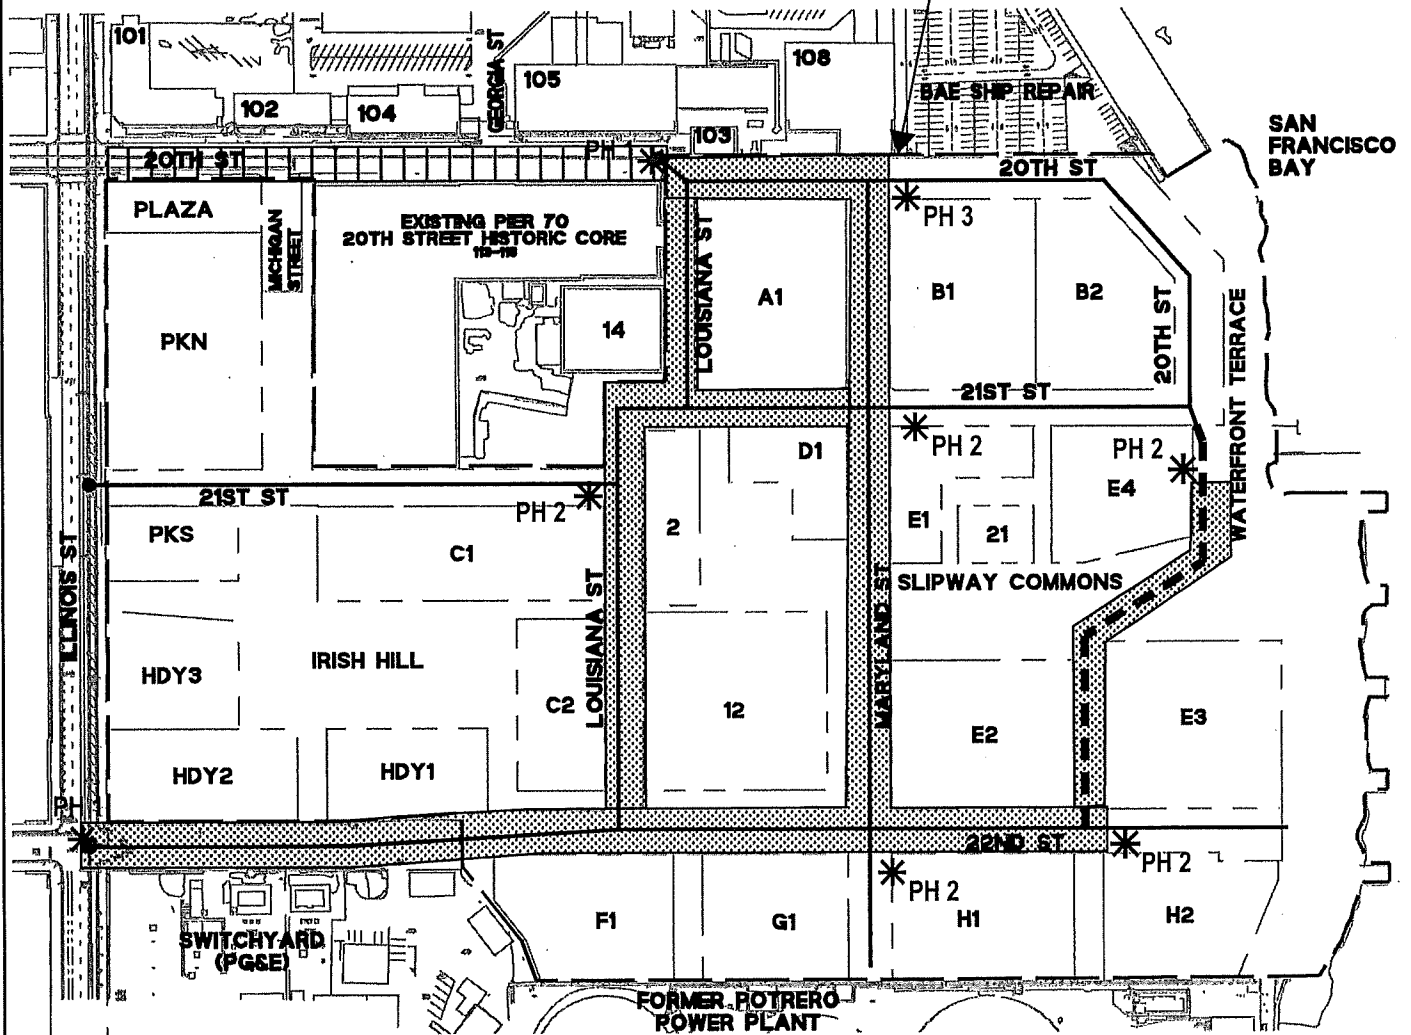 101
102
104
GEORGIA ST
105
103
108
BAE SHIP REPAIR
SAN
FRANCISCO
BAY
20TH ST
PH 1
20TH ST
PLAZA
MICHIGAN
STREET
EXISTING PIER 70
20TH STREET HISTORIC CORE
PH 3
PKN
14
LOUISIANA ST
A1
B1
B2
20TH ST
WATERFRONT TERRACE
21ST ST
PH 2
PH 2
D1
E4
21ST ST
PH 2
PKS
C1
2
E1
21
ILLINOIS ST
LOUISIANA ST
MARYLAND ST
SLIPWAY COMMONS
HDY3
IRISH HILL
C2
12
E2
E3
HDY2
HDY1
PH
22ND ST
PH 2
PH 2
F1
G1
H1
H2
SWITCHYARD
(PG&E)
FORMER POTRERO
POWER PLANT